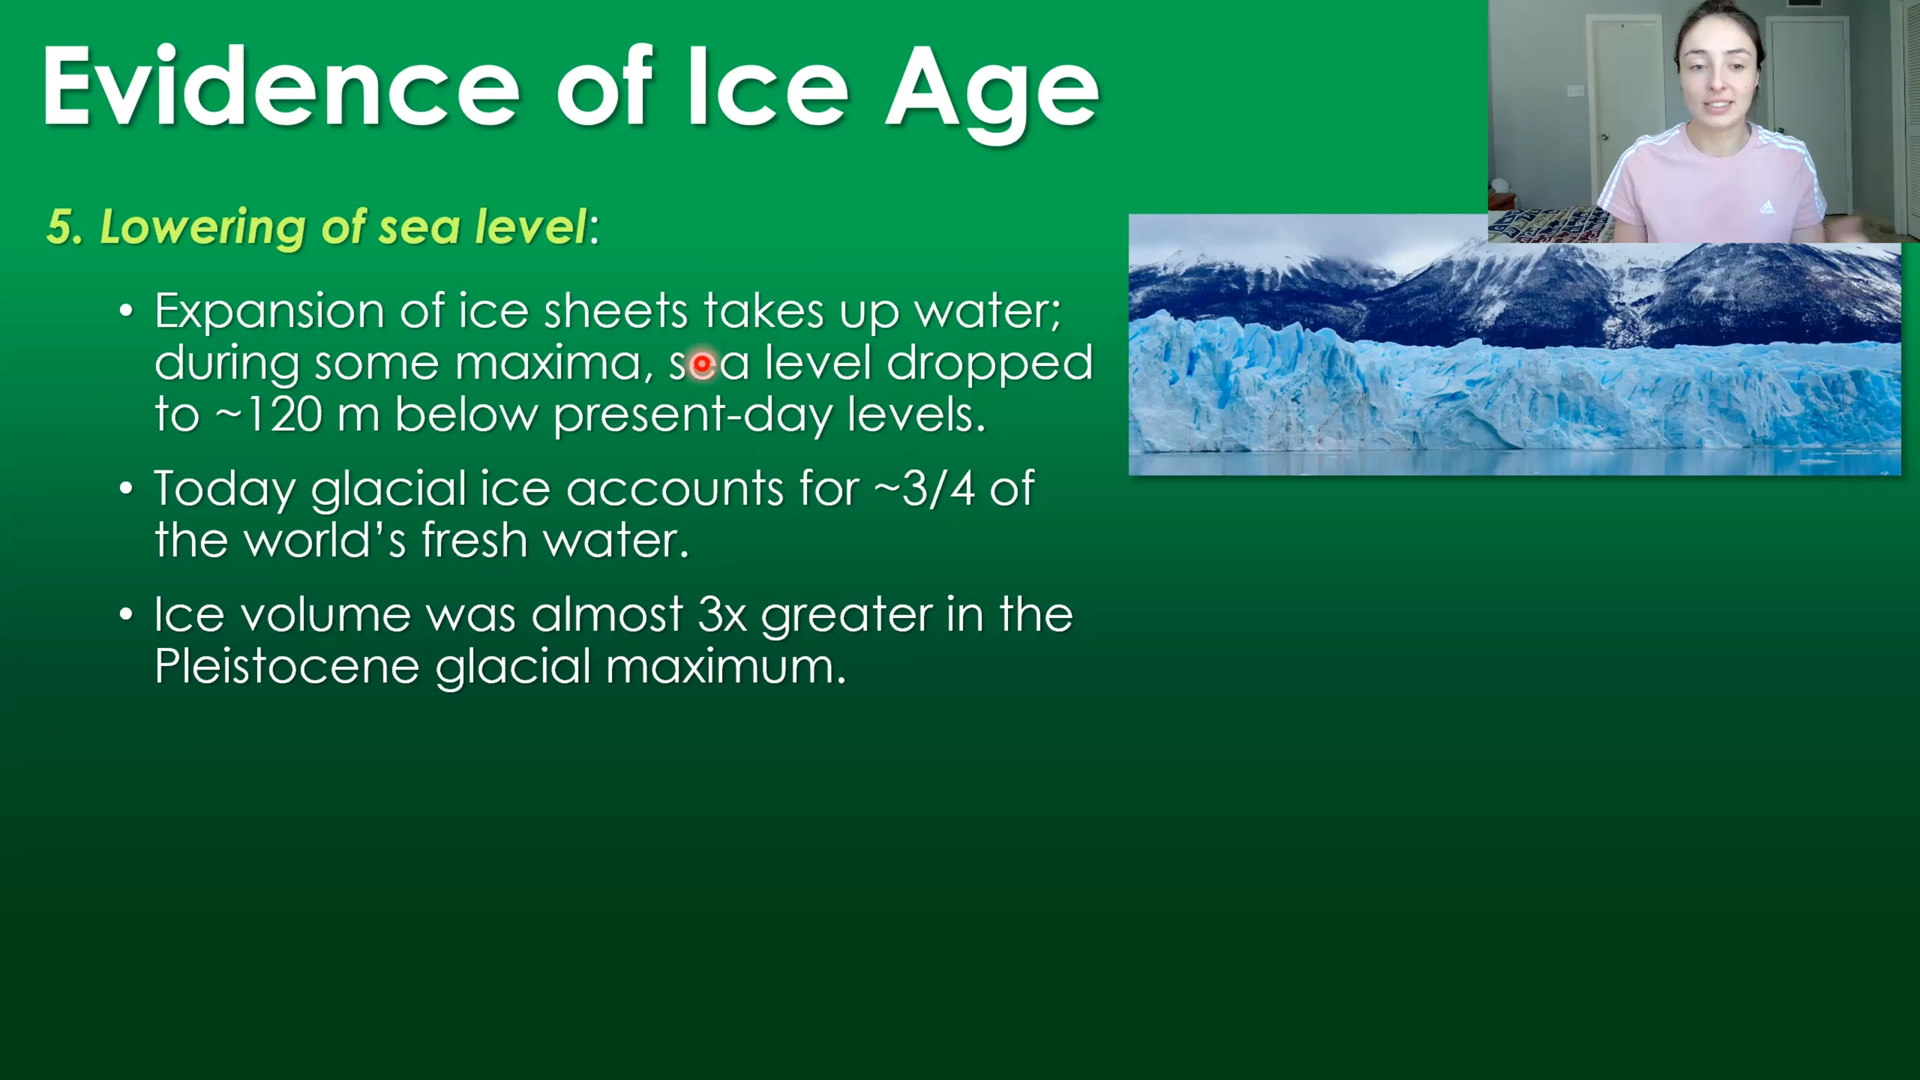 Evidence of Ice Age
5. Lowering of sea level:
• Expansion of ice sheets takes up water;
during some maxima, sea level dropped
to ~120 m below present-day levels.
• Today glacial ice accounts for ~3/4 of
the world’s fresh water.
• Ice volume was almost 3x greater in the
Pleistocene glacial maximum.